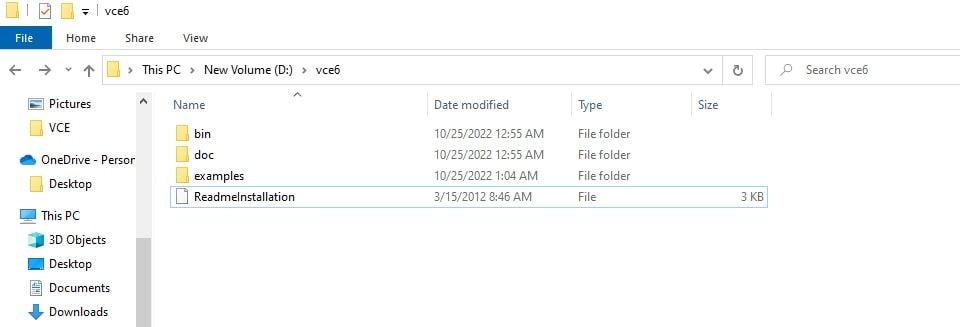 vce6
File Home Share View
This PC New Volume (D:) vce6 Search vce6
Pictures
VCE
OneDrive - Person
Desktop
This PC
3D Objects
Desktop
Documents
Downloads
Name Date modified Type Size
bin 10/25/2022 12:55 AM File folder
doc 10/25/2022 12:55 AM File folder
examples 10/25/2022 1:04 AM File folder
ReadmeInstallation 3/15/2012 8:46 AM File 3 KB